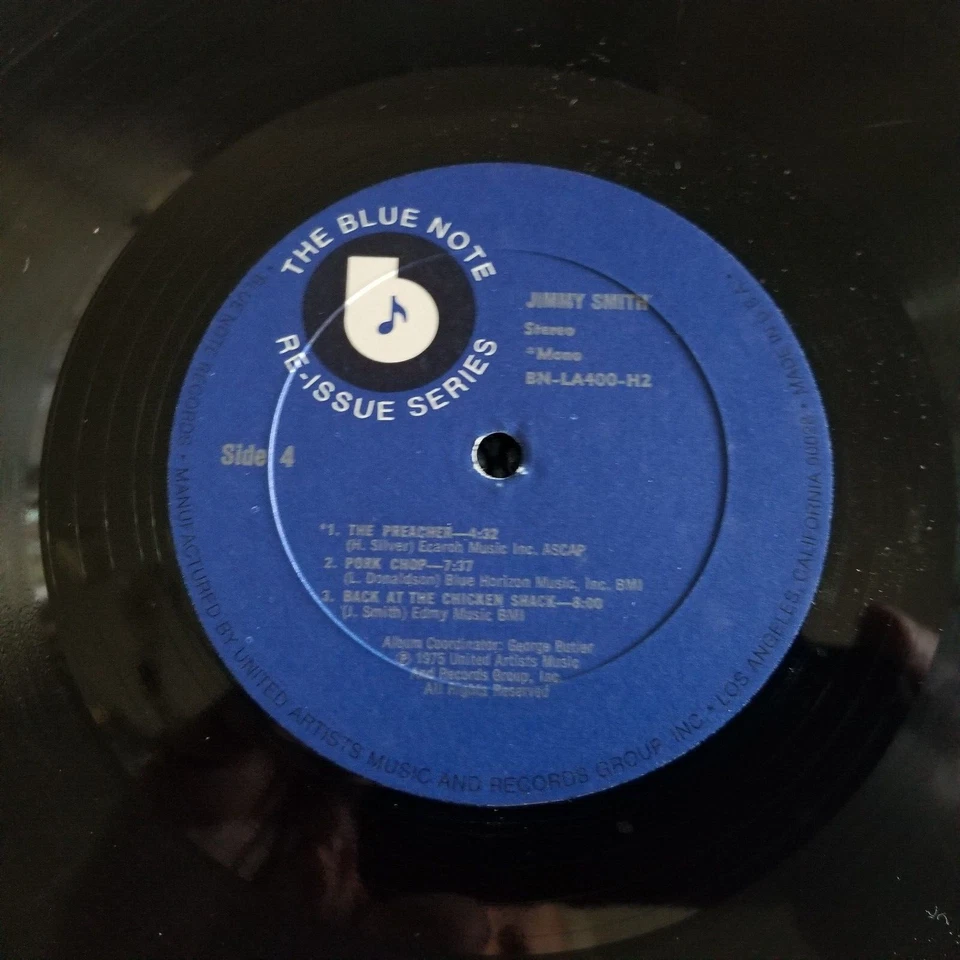 THE BLUE NOTE
RE-ISSUE SERIES
JIMMY SMITH
Stereo
*Mono
BN-LA400-H2
Side 4
*1. THE PREACHER—4:32
(H. Silver) Ecaroh Music Inc. ASCAP
2. PORK CHOP—7:37
(L. Donaldson) Blue Horizon Music, Inc. BMI
3. BACK AT THE CHICKEN SHACK—8:00
(J. Smith) Edmy Music BMI
Album Coordinator: George Butler
℗ 1975 United Artists Music
And Records Group, Inc.
All Rights Reserved
• BLUE NOTE RECORDS • MANUFACTURED BY UNITED ARTISTS MUSIC AND RECORDS GROUP, INC. • LOS ANGELES, CALIFORNIA 90028 • MADE IN U.S.A. •